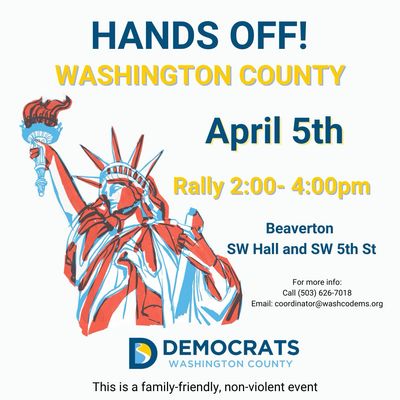 HANDS OFF!
WASHINGTON COUNTY
April 5th
Rally 2:00- 4:00pm
Beaverton
SW Hall and SW 5th St
For more info:
Call (503) 626-7018
Email: coordinator@washcodems.org
DEMOCRATS
WASHINGTON COUNTY
This is a family-friendly, non-violent event